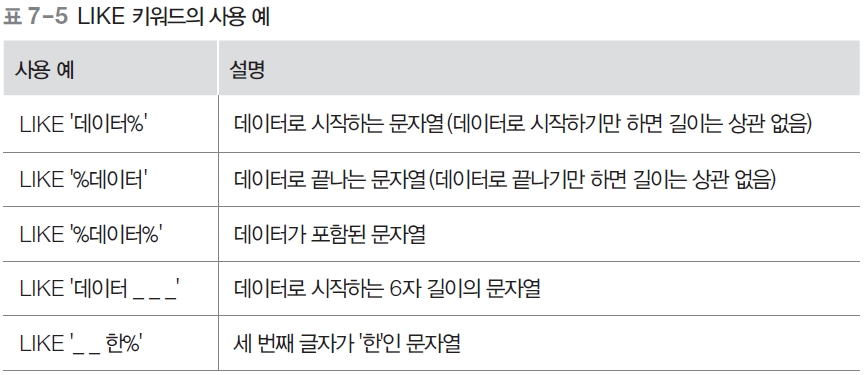 표 7-5 LIKE 키워드의 사용 예
사용 예 설명
LIKE '데이터%' 데이터로 시작하는 문자열(데이터로 시작하기만 하면 길이는 상관 없음)
LIKE '%데이터' 데이터로 끝나는 문자열(데이터로 끝나기만 하면 길이는 상관 없음)
LIKE '%데이터%' 데이터가 포함된 문자열
LIKE '데이터 _ _ _' 데이터로 시작하는 6자 길이의 문자열
LIKE '_ _ 한%' 세 번째 글자가 '한'인 문자열